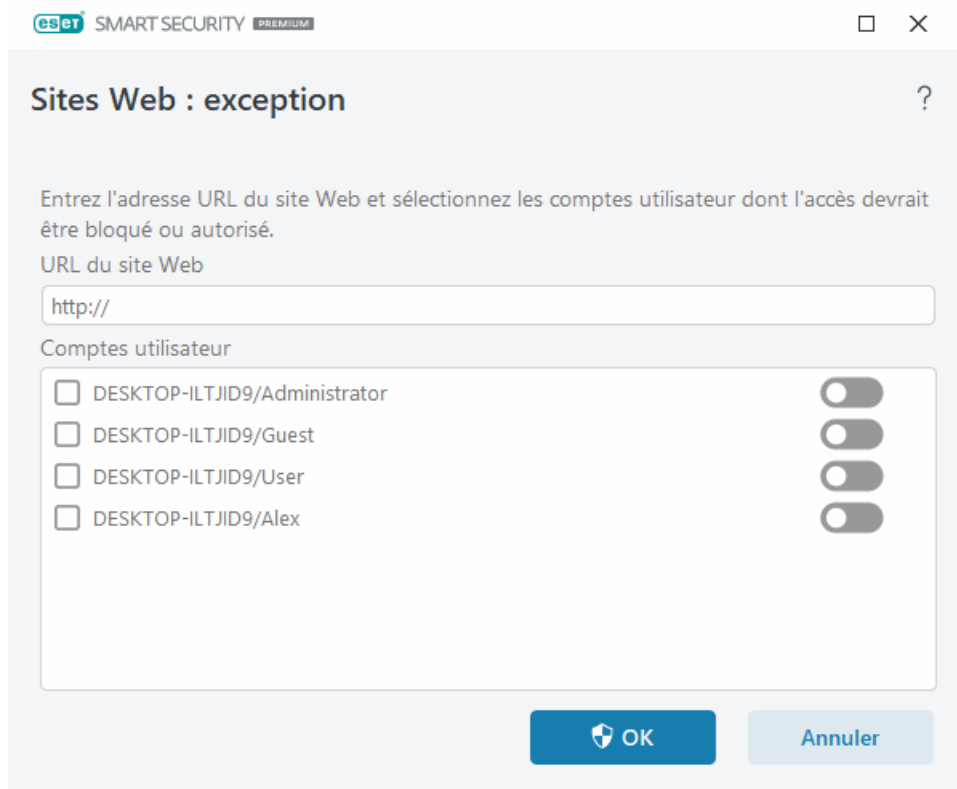 eset SMART SECURITY PREMIUM
Sites Web : exception
?
Entrez l'adresse URL du site Web et sélectionnez les comptes utilisateur dont l'accès devrait
être bloqué ou autorisé.
URL du site Web
http://
Comptes utilisateur
DESKTOP-ILTJID9/Administrator
DESKTOP-ILTJID9/Guest
DESKTOP-ILTJID9/User
DESKTOP-ILTJID9/Alex
OK
Annuler